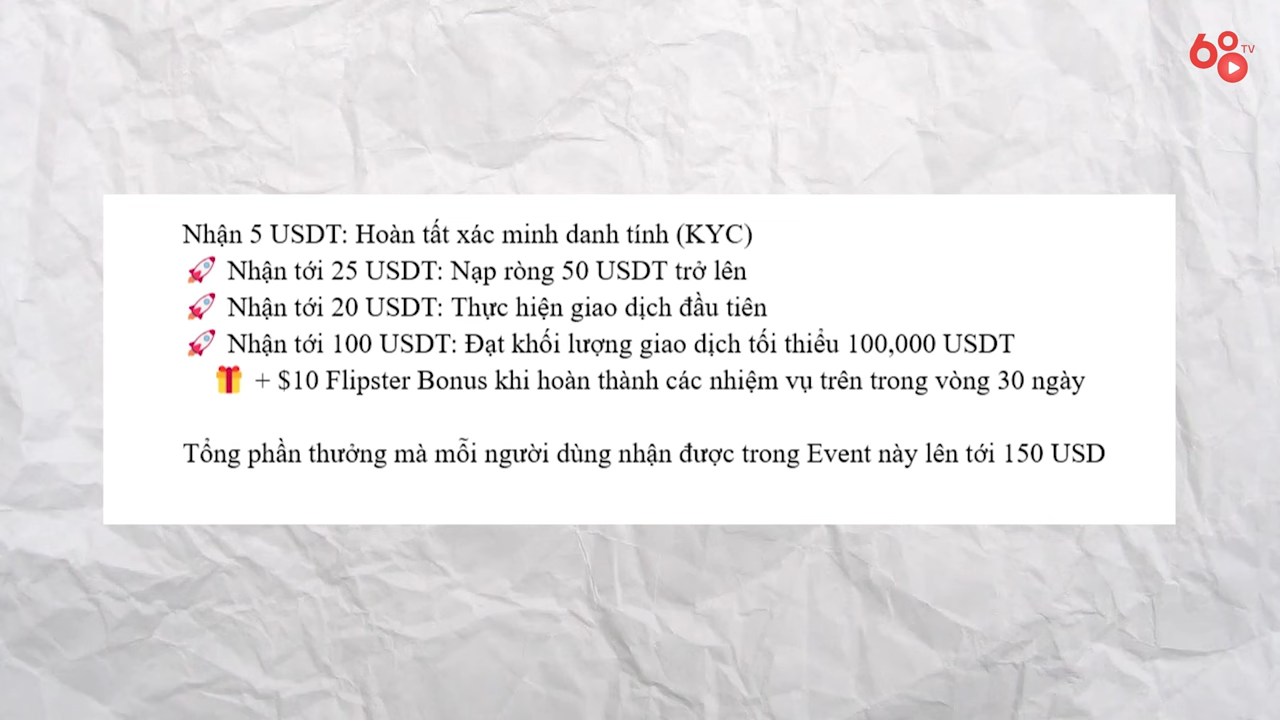 68 TV
Nhận 5 USDT: Hoàn tất xác minh danh tính (KYC)
🚀 Nhận tới 25 USDT: Nạp ròng 50 USDT trở lên
🚀 Nhận tới 20 USDT: Thực hiện giao dịch đầu tiên
🚀 Nhận tới 100 USDT: Đạt khối lượng giao dịch tối thiểu 100,000 USDT
🎁 + $10 Flipster Bonus khi hoàn thành các nhiệm vụ trên trong vòng 30 ngày
Tổng phần thưởng mà mỗi người dùng nhận được trong Event này lên tới 150 USD